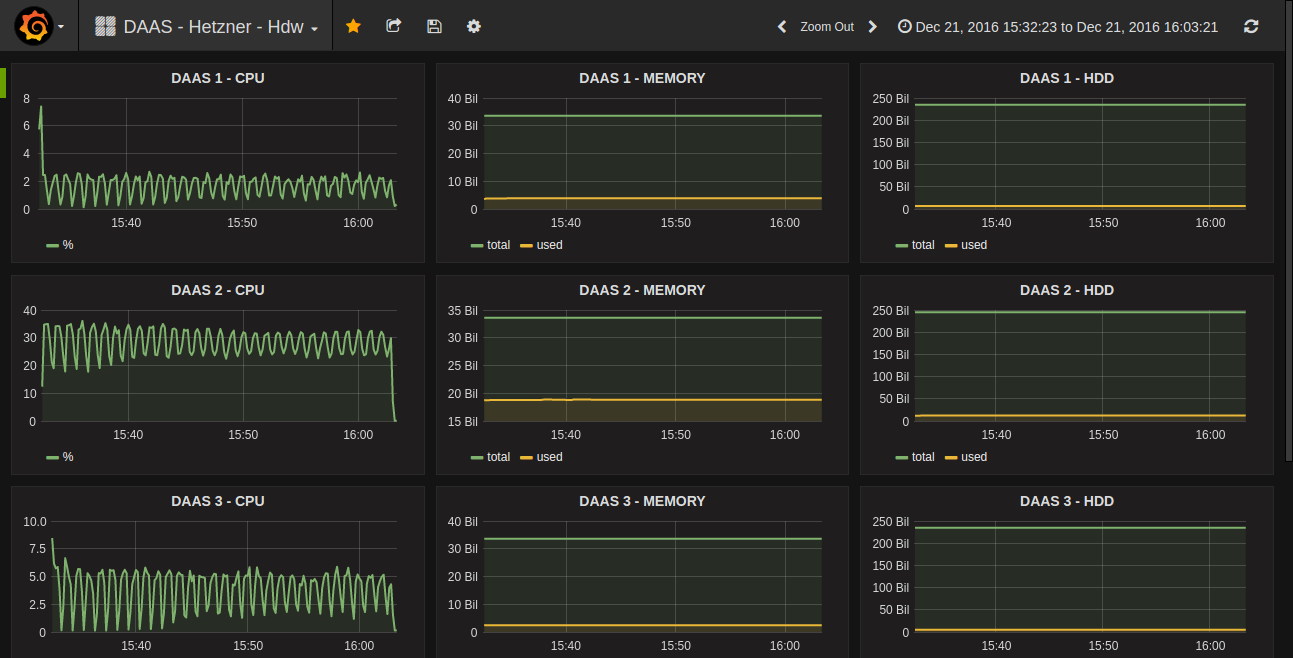 DAAS - Hetzner - Hdw
Zoom Out
Dec 21, 2016 15:32:23 to Dec 21, 2016 16:03:21
DAAS 1 - CPU
8
6
4
2
0
15:40 15:50 16:00
%
DAAS 1 - MEMORY
40 Bil
30 Bil
20 Bil
10 Bil
0
15:40 15:50 16:00
total used
DAAS 1 - HDD
250 Bil
200 Bil
150 Bil
100 Bil
50 Bil
0
15:40 15:50 16:00
total used
DAAS 2 - CPU
40
30
20
10
0
15:40 15:50 16:00
%
DAAS 2 - MEMORY
35 Bil
30 Bil
25 Bil
20 Bil
15 Bil
15:40 15:50 16:00
total used
DAAS 2 - HDD
250 Bil
200 Bil
150 Bil
100 Bil
50 Bil
0
15:40 15:50 16:00
total used
DAAS 3 - CPU
10.0
7.5
5.0
2.5
0
15:40 15:50 16:00
DAAS 3 - MEMORY
40 Bil
30 Bil
20 Bil
10 Bil
0
15:40 15:50 16:00
DAAS 3 - HDD
250 Bil
200 Bil
150 Bil
100 Bil
50 Bil
0
15:40 15:50 16:00